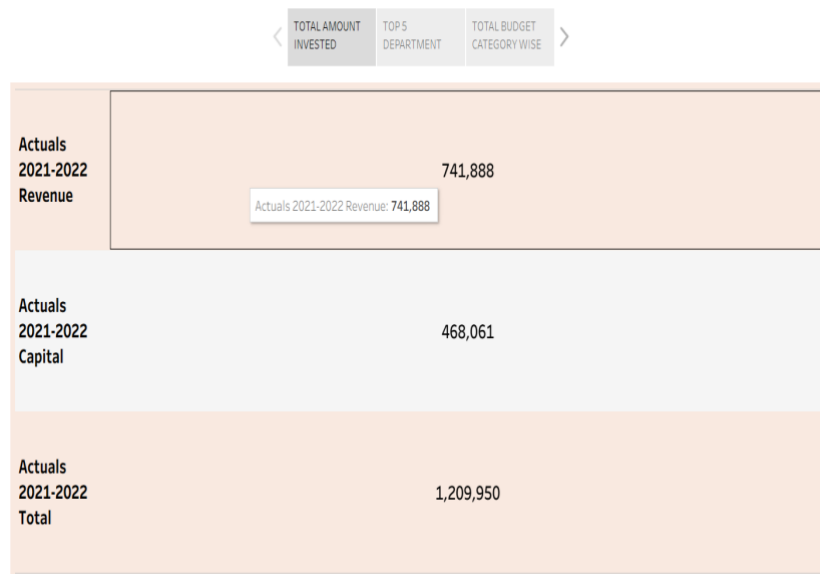 TOTAL AMOUNT
INVESTED
TOP 5
DEPARTMENT
TOTAL BUDGET
CATEGORY WISE
Actuals
2021-2022
Revenue
741,888
Actuals 2021-2022 Revenue: 741,888
Actuals
2021-2022
Capital
468,061
Actuals
2021-2022
Total
1,209,950